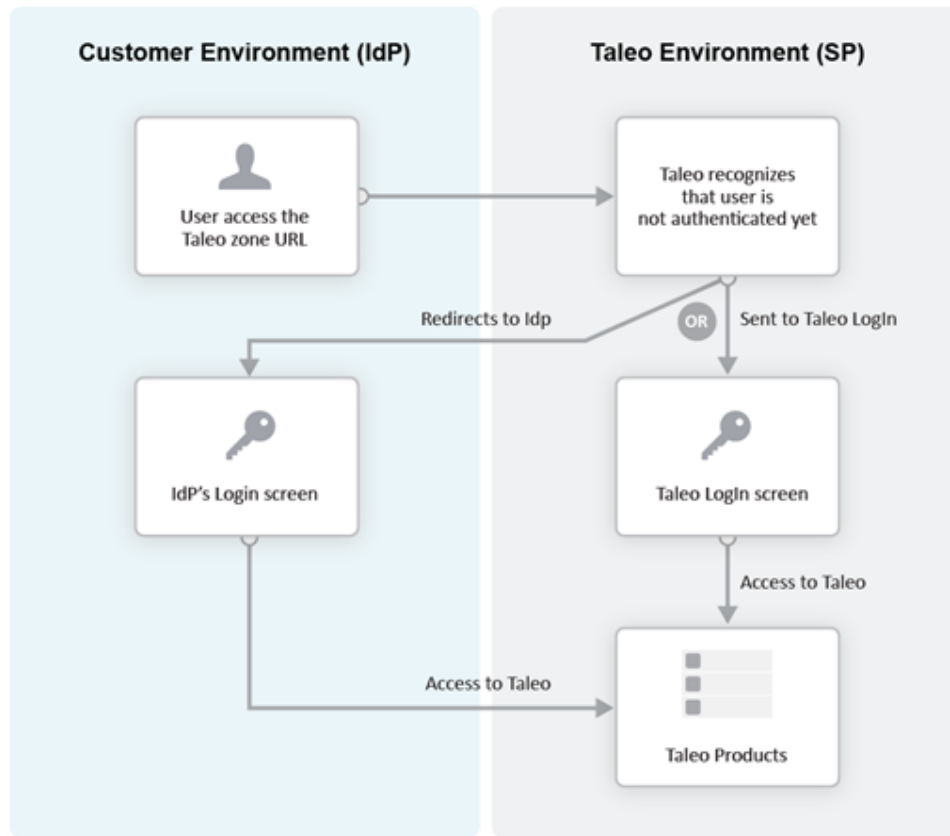 Customer Environment (IdP)
Taleo Environment (SP)
User access the
Taleo zone URL
Taleo recognizes
that user is
not authenticated yet
Redirects to Idp
OR
Sent to Taleo LogIn
IdP's Login screen
Taleo LogIn screen
Access to Taleo
Access to Taleo
Taleo Products